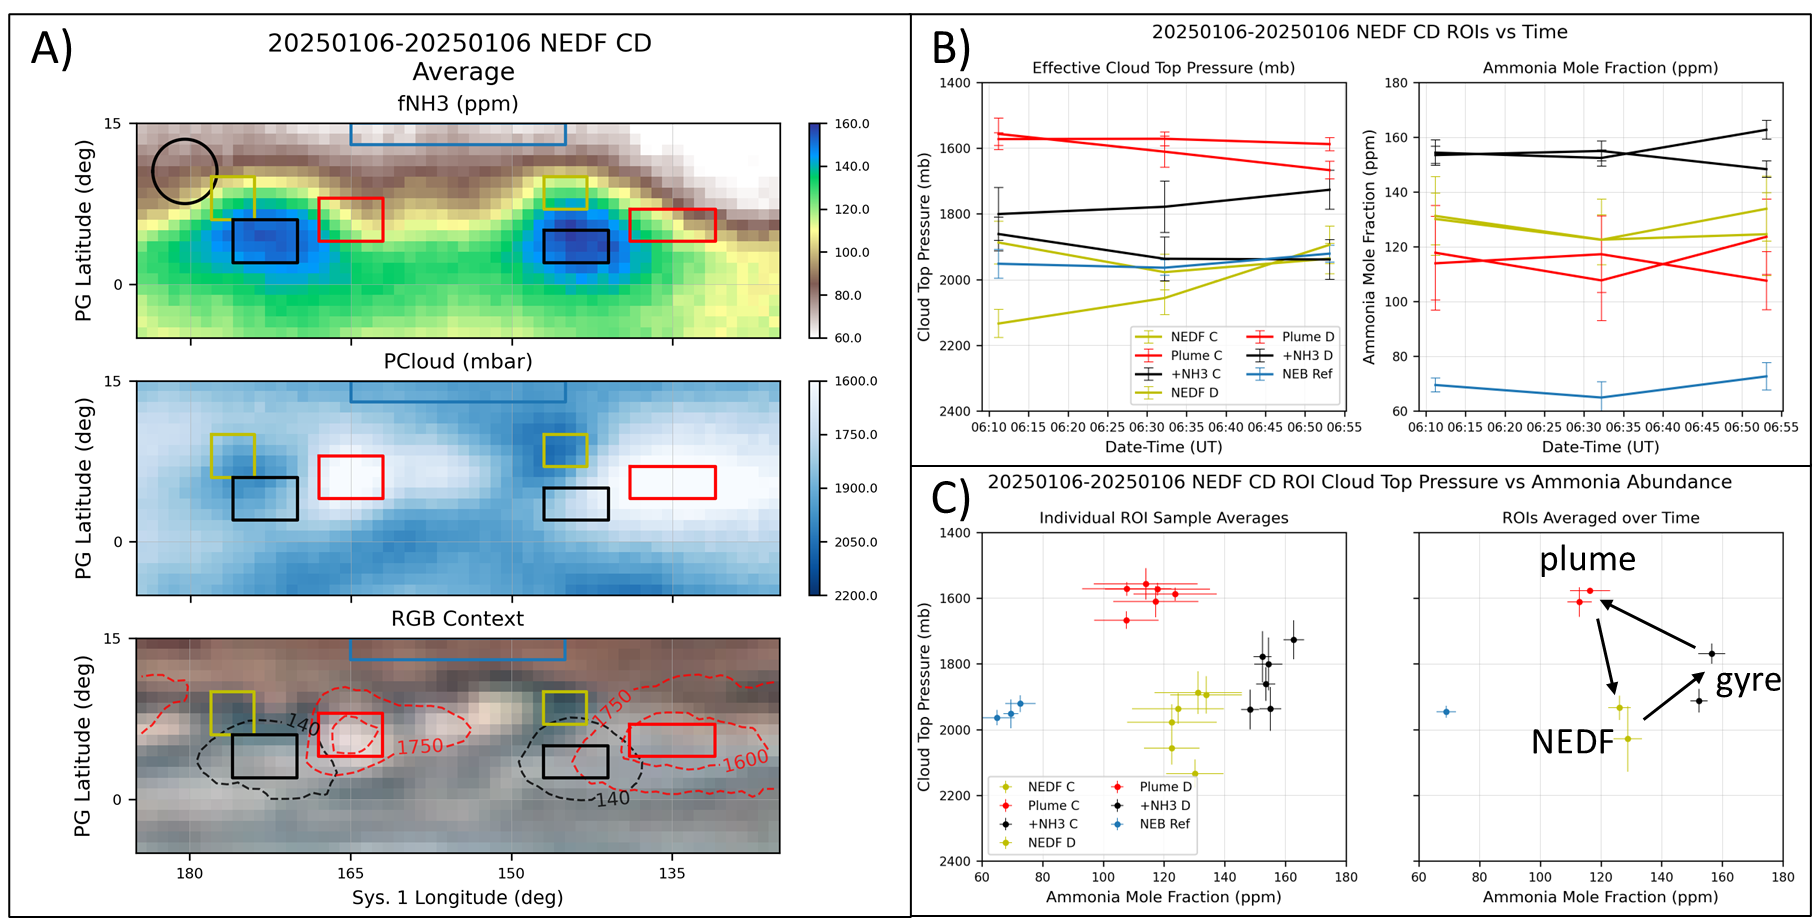 A)
20250106-20250106 NEDF CD
Average
fNH3 (ppm)
15
0
PG Latitude (deg)
160.0
140.0
120.0
100.0
80.0
60.0
PCloud (mbar)
15
0
PG Latitude (deg)
1600.0
1750.0
1900.0
2050.0
2200.0
RGB Context
15
0
PG Latitude (deg)
140
1750
1750
1600
140
180 165 150 135
Sys. 1 Longitude (deg)
B)
20250106-20250106 NEDF CD ROIs vs Time
Effective Cloud Top Pressure (mb)
Cloud Top Pressure (mb)
1400
1600
1800
2000
2200
2400
NEDF C
Plume C
+NH3 C
NEDF D
Plume D
+NH3 D
NEB Ref
06:10 06:15 06:20 06:25 06:30 06:35 06:40 06:45 06:50 06:55
Date-Time (UT)
Ammonia Mole Fraction (ppm)
Ammonia Mole Fraction (ppm)
180
160
140
120
100
80
60
06:10 06:15 06:20 06:25 06:30 06:35 06:40 06:45 06:50 06:55
Date-Time (UT)
C)
20250106-20250106 NEDF CD ROI Cloud Top Pressure vs Ammonia Abundance
Individual ROI Sample Averages
Cloud Top Pressure (mb)
1400
1600
1800
2000
2200
2400
NEDF C
Plume C
+NH3 C
NEDF D
Plume D
+NH3 D
NEB Ref
60 80 100 120 140 160 180
Ammonia Mole Fraction (ppm)
ROIs Averaged over Time
plume
gyre
NEDF
60 80 100 120 140 160 180
Ammonia Mole Fraction (ppm)